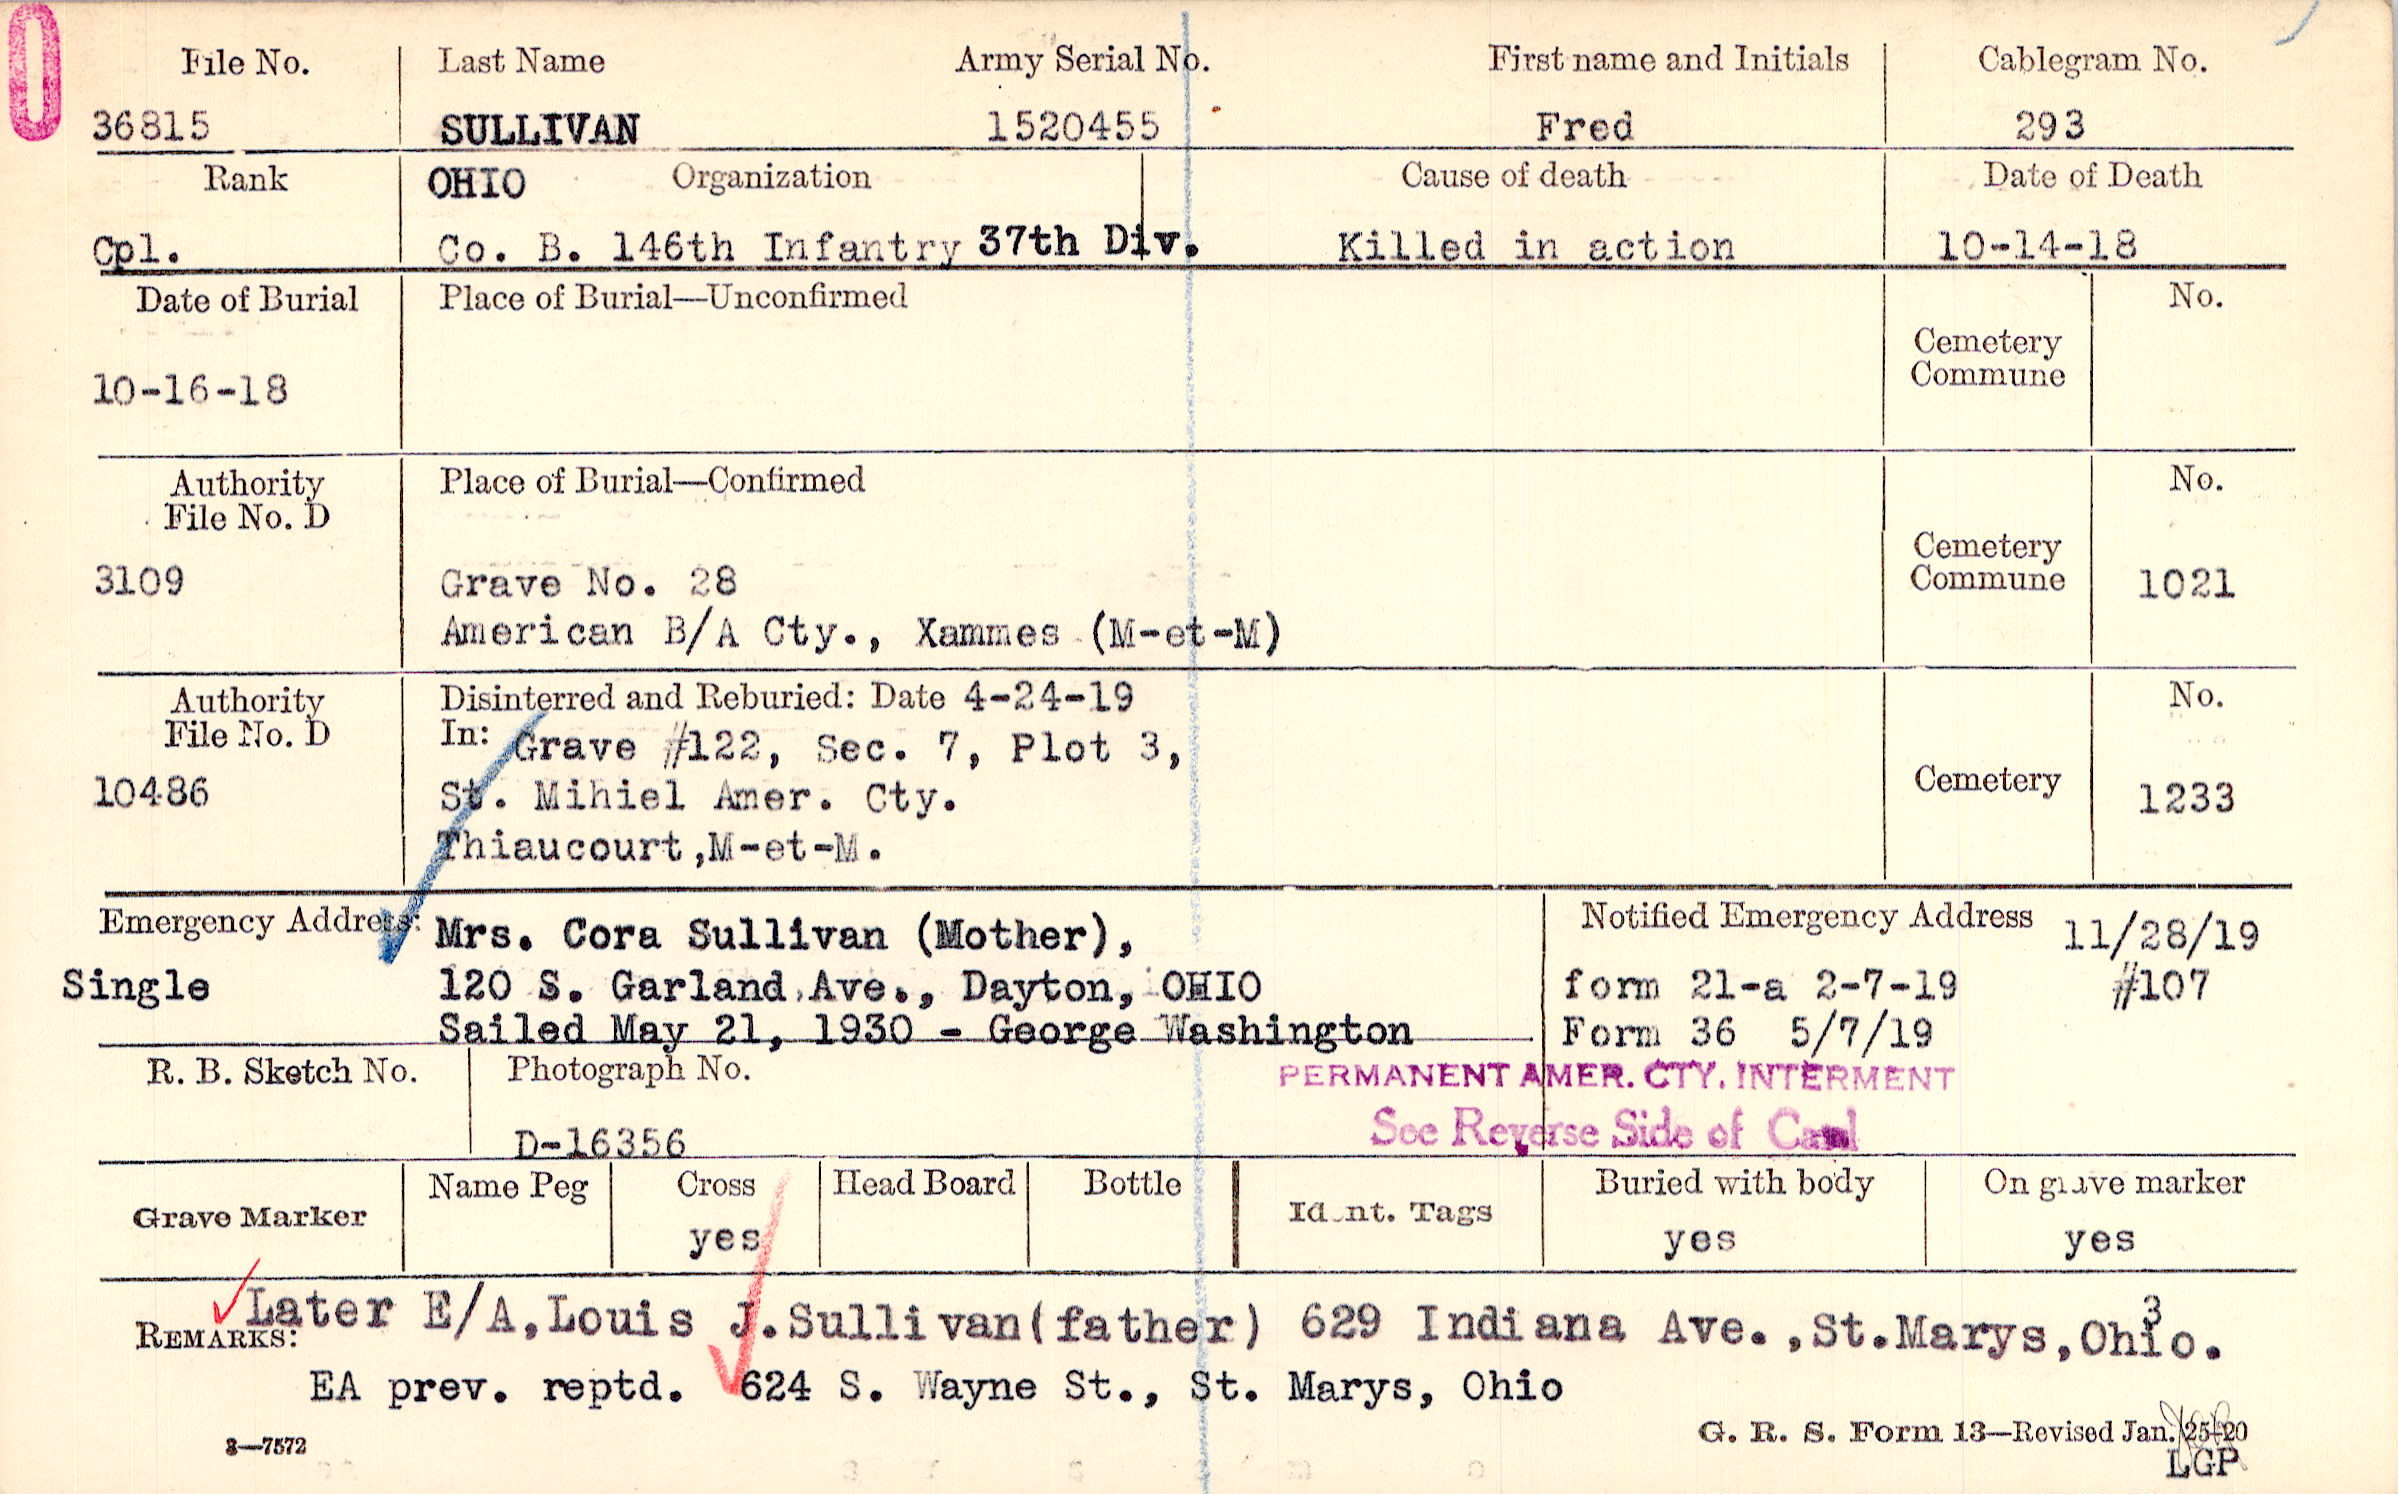 File No. Last Name Army Serial No. First name and Initials Cablegram No.
36815 SULLIVAN 1520455 Fred 293
Rank OHIO Organization Cause of death Date of Death
Cpl. Co. B. 146th Infantry 37th Div. Killed in action 10-14-18
Date of Burial Place of Burial—Unconfirmed No.
Cemetery
Commune
10-16-18
Authority Place of Burial—Confirmed No.
File No. D
Cemetery
3109 Grave No. 28 Commune 1021
American B/A Cty., Xammes (M-et-M)
Authority Disinterred and Reburied: Date 4-24-19 No.
File No. D In: Grave #122, Sec. 7, Plot 3,
10486 St. Mihiel Amer. Cty. Cemetery 1233
Thiaucourt,M-et-M.
Emergency Address: Mrs. Cora Sullivan (Mother), Notified Emergency Address 11/28/19
Single 120 S. Garland Ave., Dayton, OHIO form 21-a 2-7-19 #107
Sailed May 21, 1930 - George Washington Form 36 5/7/19
R. B. Sketch No. Photograph No. PERMANENT AMER. CTY. INTERMENT
D-16356 See Reverse Side of Card
Name Peg Cross Head Board Bottle Buried with body On grave marker
Grave Marker Ident. Tags
yes yes yes
3
Later E/A,Louis J.Sullivan(father) 629 Indiana Ave.,St.Marys,Ohio.
REMARKS:
EA prev. reptd. 624 S. Wayne St., St. Marys, Ohio
3—7572 G. R. S. Form 13—Revised Jan. 25-20
LGP